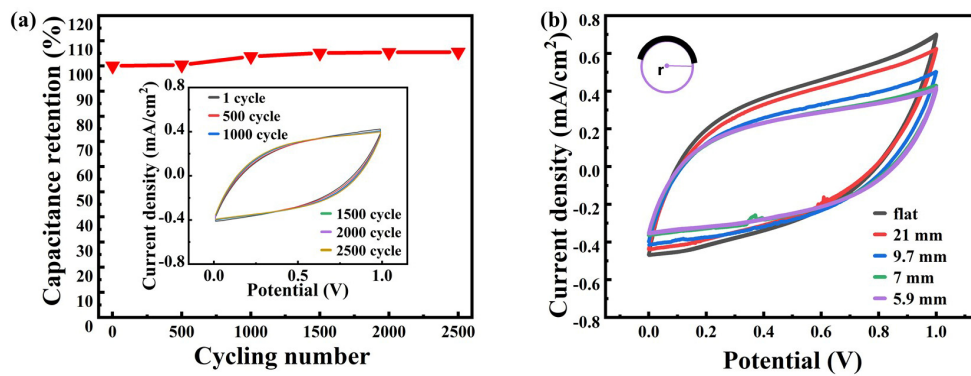 (a)
Capacitance retention (%)
120
110
100
90
80
70
60
50
40
30
20
10
0
0 500 1000 1500 2000 2500
Cycling number
Current density (mA/cm²)
0.8
0.4
0.0
-0.4
-0.8
0.0 0.5 1.0
Potential (V)
1 cycle
500 cycle
1000 cycle
1500 cycle
2000 cycle
2500 cycle
(b)
Current density (mA/cm²)
0.8
0.6
0.4
0.2
0.0
-0.2
-0.4
-0.6
-0.8
0.0 0.2 0.4 0.6 0.8 1.0
Potential (V)
r
flat
21 mm
9.7 mm
7 mm
5.9 mm